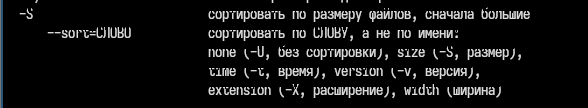 -S сортировать по размеру файлов, сначала большие
--sort=СЛОВО сортировать по СЛОВУ, а не по имени:
none (-U, без сортировки), size (-S, размер),
time (-t, время), version (-v, версия),
extension (-X, расширение), width (ширина)